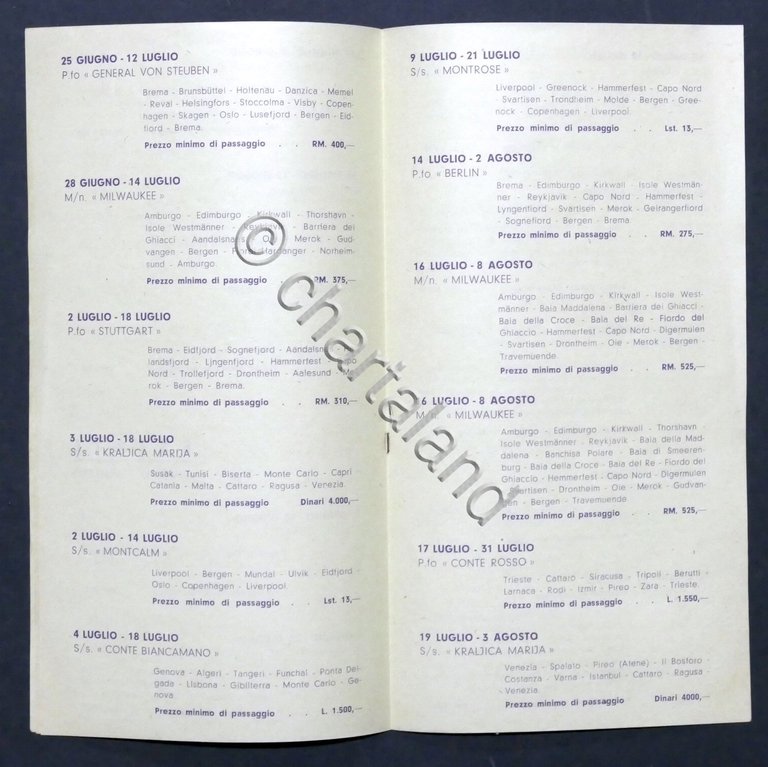 25 GIUGNO - 12 LUGLIO
P.fo « GENERAL VON STEUBEN »
Brema - Brunsbüttel - Holtenau - Danzica - Memel
- Reval - Helsingfors - Stoccolma - Visby - Copen-
hagen - Skagen - Oslo - Lusefjord - Bergen - Eid-
fiord - Brema.
Prezzo minimo di passaggio . . RM. 400,—
28 GIUGNO - 14 LUGLIO
M/n. « MILWAUKEE »
Amburgo - Edimburgo - Kirkwall - Thorshavn -
Isole Westmänner - Reykjavik - Barriera dei
Ghiacci - Aandalsnaes - Oie - Merok - Gud-
vangen - Bergen - Hardanger - Norheim-
sund - Amburgo.
Prezzo minimo di passaggio RM. 375,—
2 LUGLIO - 18 LUGLIO
P.fo « STUTTGART »
Brema - Eidfjord - Sognefjord - Aandalsnaes -
landsfjord - Ljngenfjord - Hammerfest - Capo
Nord - Trollefjord - Drontheim - Aalesund - Me-
rok - Bergen - Brema.
Prezzo minimo di passaggio . . RM. 310,—
3 LUGLIO - 18 LUGLIO
S/s. « KRALJICA MARIJA »
Susak - Tunisi - Biserta - Monte Carlo - Capri
Catania - Malta - Cattaro - Ragusa - Venezia.
Prezzo minimo di passaggio Dinari 4.000,—
2 LUGLIO - 14 LUGLIO
S/s. « MONTCALM »
Liverpool - Bergen - Mundal - Ulvik - Eidfjord -
Oslo - Copenhagen - Liverpool.
Prezzo minimo di passaggio . . Lst. 13,—
4 LUGLIO - 18 LUGLIO
S/s. « CONTE BIANCAMANO »
Genova - Algeri - Tangeri - Funchal - Ponta Del-
gada - Lisbona - Gibilterra - Monte Carlo - Ge-
nova
Prezzo minimo di passaggio . . L. 1.500,—
9 LUGLIO - 21 LUGLIO
S/s. « MONTROSE »
Liverpool - Greenock - Hammerfest - Capo Nord
- Svartisen - Trondheim - Molde - Bergen - Gree-
nock - Copenhagen - Liverpool.
Prezzo minimo di passaggio . . Lst. 13,—
14 LUGLIO - 2 AGOSTO
P.fo « BERLIN »
Brema - Edimburgo - Kirkwall - Isole Westmän-
ner - Reykjavik - Capo Nord - Hammerfest -
Lyngenfiord - Svartisen - Merok - Geirangerfiord
- Sognefiord - Bergen - Brema.
Prezzo minimo di passaggio . . RM. 275,—
16 LUGLIO - 8 AGOSTO
M/n. « MILWAUKEE »
Amburgo - Edimburgo - Kirkwall - Isole West-
männer - Baia Maddalena - Barriera dei Ghiacci -
Baia della Croce - Baia del Re - Fiordo del
Ghiaccio - Hammerfest - Capo Nord - Digermulen
- Svartisen - Drontheim - Oie - Merok - Bergen -
Travemuende.
Prezzo minimo di passaggio . . RM. 525,—
16 LUGLIO - 8 AGOSTO
M/n. « MILWAUKEE »
Amburgo - Edimburgo - Kirkwall - Thorshavn -
Isole Westmänner - Reykjavik - Baia della Mad-
dalena - Banchisa Polare - Baia di Smeeren-
burg - Baia della Croce - Baia del Re - Fiordo del
Ghiaccio - Hammerfest - Capo Nord - Digermulen
- Svartisen - Drontheim - Oie - Merok - Gudvan-
gen - Bergen - Travemuende
Prezzo minimo di passaggio . . RM. 525,—
17 LUGLIO - 31 LUGLIO
P.fo « CONTE ROSSO »
Trieste - Cattaro - Siracusa - Tripoli - Berutti -
Larnaca - Rodi - Izmir - Pireo - Zara - Trieste.
Prezzo minimo di passaggio . . L. 1.550,—
19 LUGLIO - 3 AGOSTO
S/s. « KRALJICA MARIJA »
Venezia - Spalato - Pireo (Atene) - Il Bosforo -
Costanza - Varna - Istanbul - Cattaro - Ragusa -
Venezia
Prezzo minimo di passaggio Dinari 4000,—
© chartaland